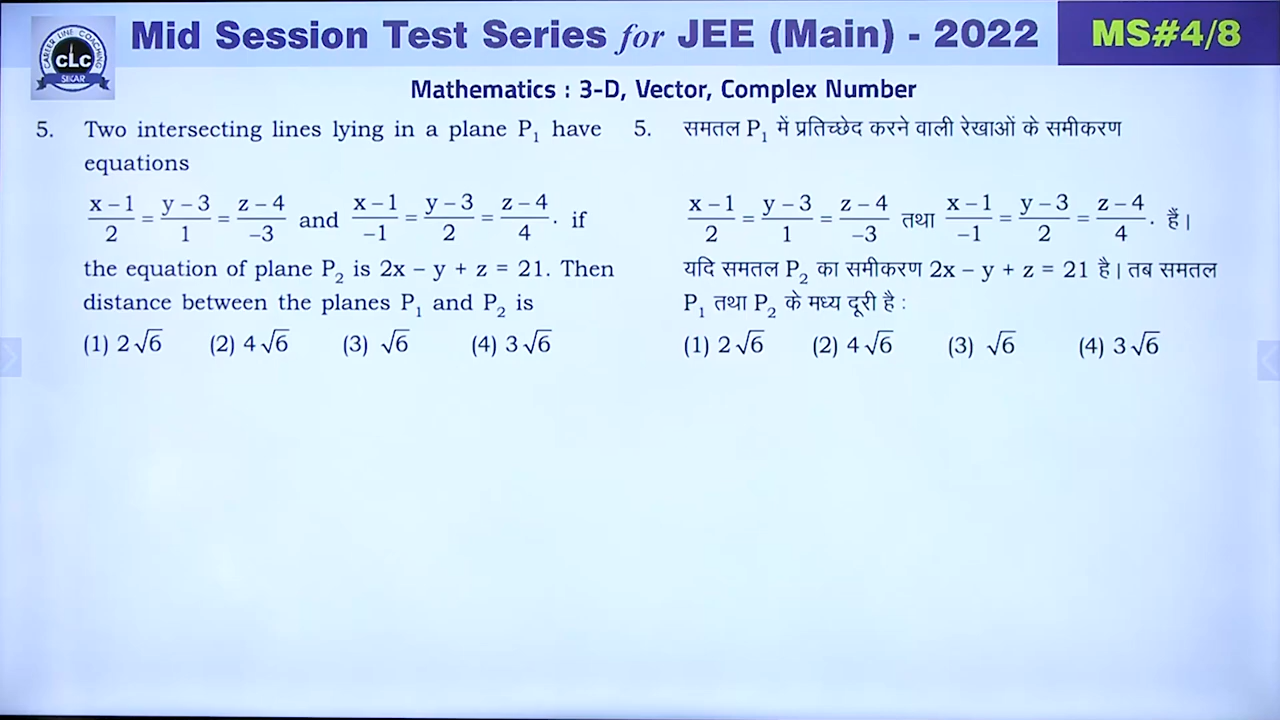 Mid Session Test Series for JEE (Main) - 2022
MS#4/8
CAREER LINE COACHING
CLC
SIKAR
Mathematics : 3-D, Vector, Complex Number
5. Two intersecting lines lying in a plane P₁ have
equations
(x – 1)/2 = (y – 3)/1 = (z – 4)/–3 and (x – 1)/–1 = (y – 3)/2 = (z – 4)/4. if
the equation of plane P₂ is 2x – y + z = 21. Then
distance between the planes P₁ and P₂ is
(1) 2√6 (2) 4√6 (3) √6 (4) 3√6
5. समतल P₁ में प्रतिच्छेद करने वाली रेखाओं के समीकरण
(x – 1)/2 = (y – 3)/1 = (z – 4)/–3 तथा (x – 1)/–1 = (y – 3)/2 = (z – 4)/4. हैं।
यदि समतल P₂ का समीकरण 2x – y + z = 21 है। तब समतल
P₁ तथा P₂ के मध्य दूरी है :
(1) 2√6 (2) 4√6 (3) √6 (4) 3√6